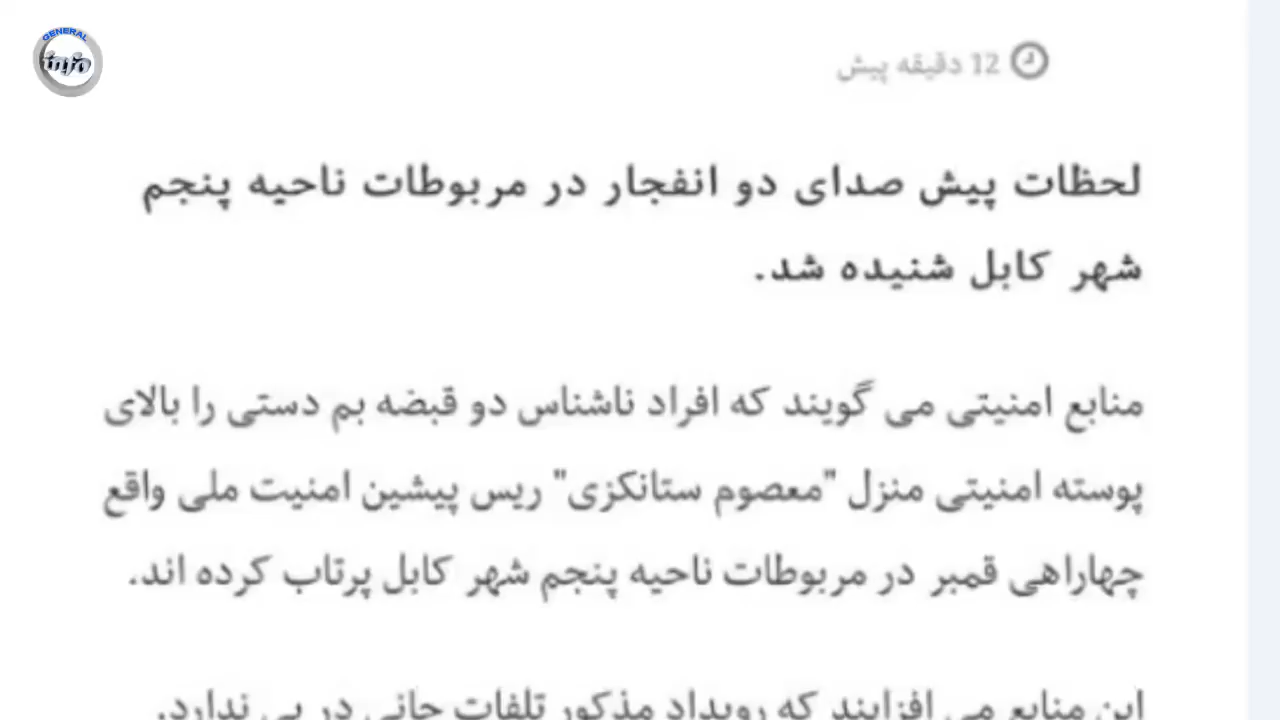 GENERAL
info
12 دقیقه پیش
لحظات پیش صدای دو انفجار در مربوطات ناحیه پنجم
شهر کابل شنیده شد.
منابع امنیتی می گویند که افراد ناشناس دو قبضه بم دستی را بالای
پوسته امنیتی منزل "معصوم ستانکزی" ریس پیشین امنیت ملی واقع
چهاراهی قمبر در مربوطات ناحیه پنجم شهر کابل پرتاب کرده اند.
این منابع می افزایند که رویداد مذکور تلفات جانی در پی ندارد.